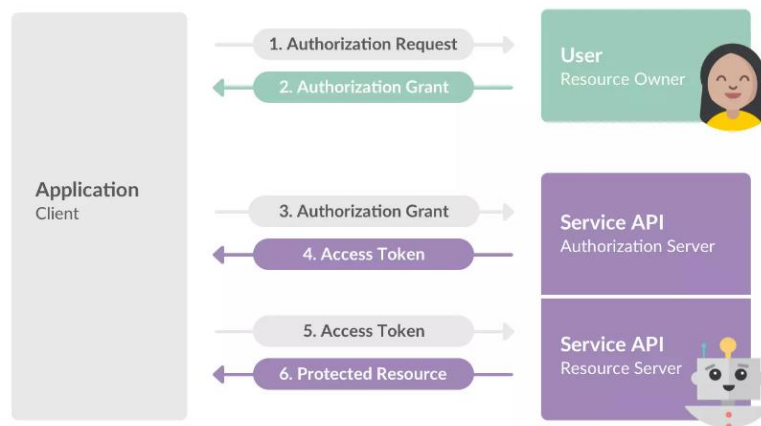 1. Authorization Request
2. Authorization Grant
User
Resource Owner
Application
Client
3. Authorization Grant
4. Access Token
Service API
Authorization Server
5. Access Token
6. Protected Resource
Service API
Resource Server